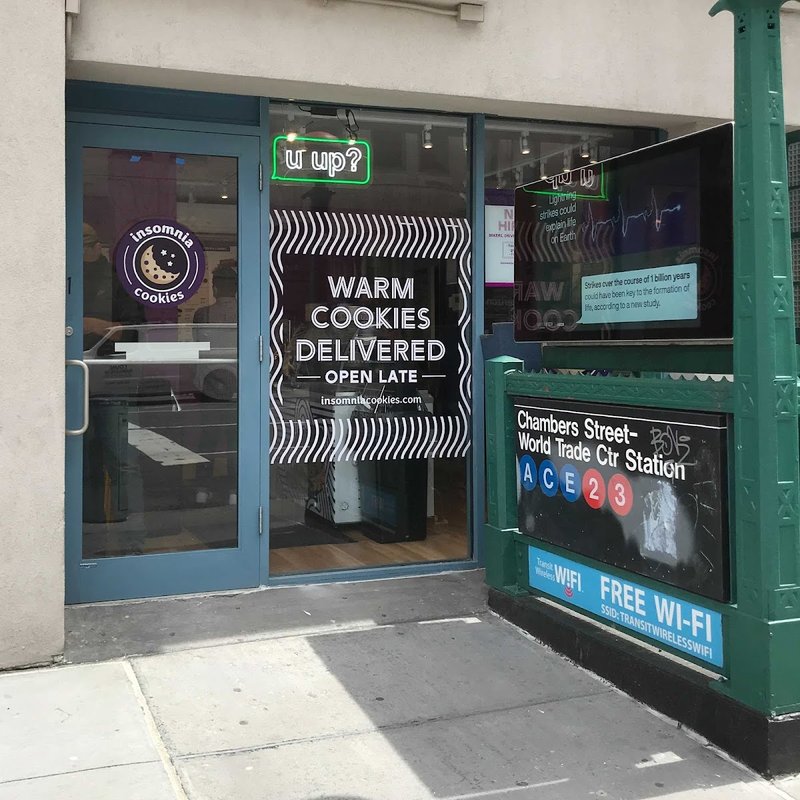 insomnia
cookies
u up?
WARM
COOKIES
DELIVERED
OPEN LATE
insomniacookies.com
Lightning
strikes could
explain life
on Earth
Strikes over the course of 1 billion years
could have been key to the formation of
life, according to a new study.
Chambers Street–
World Trade Ctr Station
A C E 2 3
Transit
Wireless
WiFi
FREE WI-FI
SSID: TRANSITWIRELESSWIFI